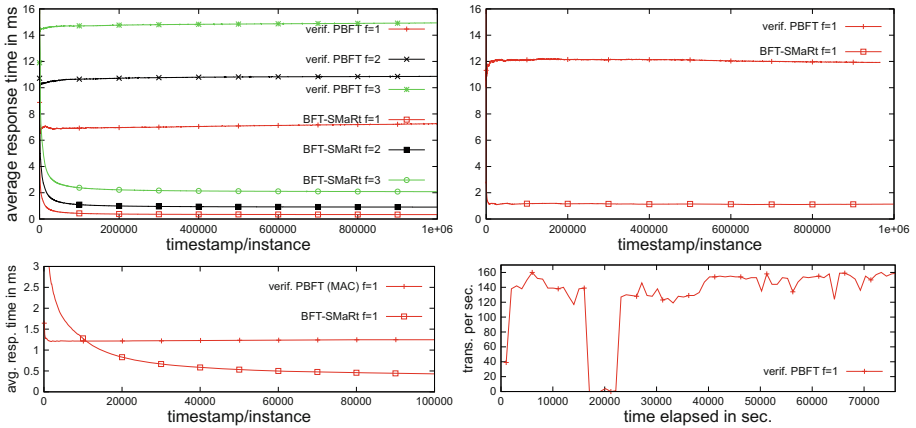 average response time in ms
16
14
12
10
8
6
4
2
0
verif. PBFT f=1
verif. PBFT f=2
verif. PBFT f=3
BFT-SMaRt f=1
BFT-SMaRt f=2
BFT-SMaRt f=3
0 200000 400000 600000 800000 1e+06
timestamp/instance
16
14
12
10
8
6
4
2
0
verif. PBFT f=1
BFT-SMaRt f=1
0 200000 400000 600000 800000 1e+06
timestamp/instance
avg. resp. time in ms
3
2.5
2
1.5
1
0.5
0
verif. PBFT (MAC) f=1
BFT-SMaRt f=1
0 20000 40000 60000 80000 100000
timestamp/instance
trans. per sec.
160
140
120
100
80
60
40
20
0
verif. PBFT f=1
0 10000 20000 30000 40000 50000 60000 70000
time elapsed in sec.